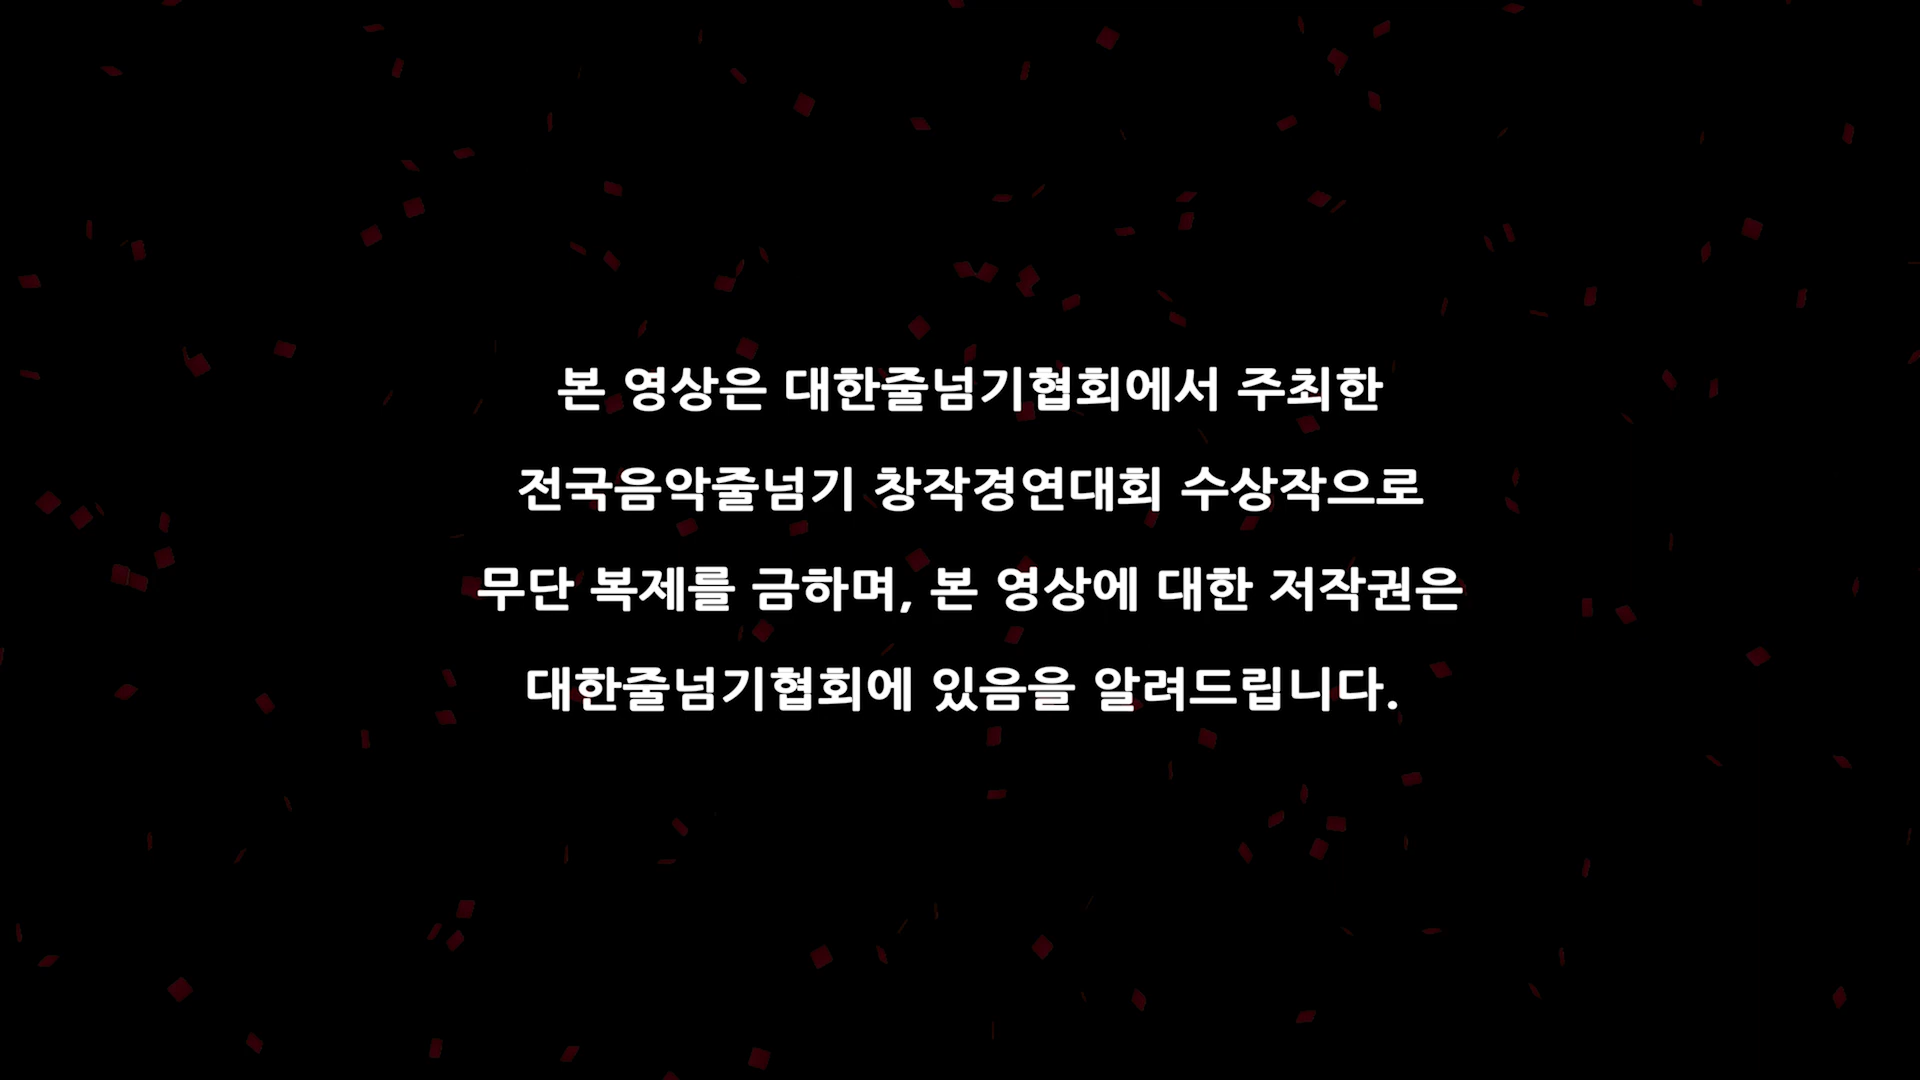 본 영상은 대한줄넘기협회에서 주최한
전국음악줄넘기 창작경연대회 수상작으로
무단 복제를 금하며, 본 영상에 대한 저작권은
대한줄넘기협회에 있음을 알려드립니다.